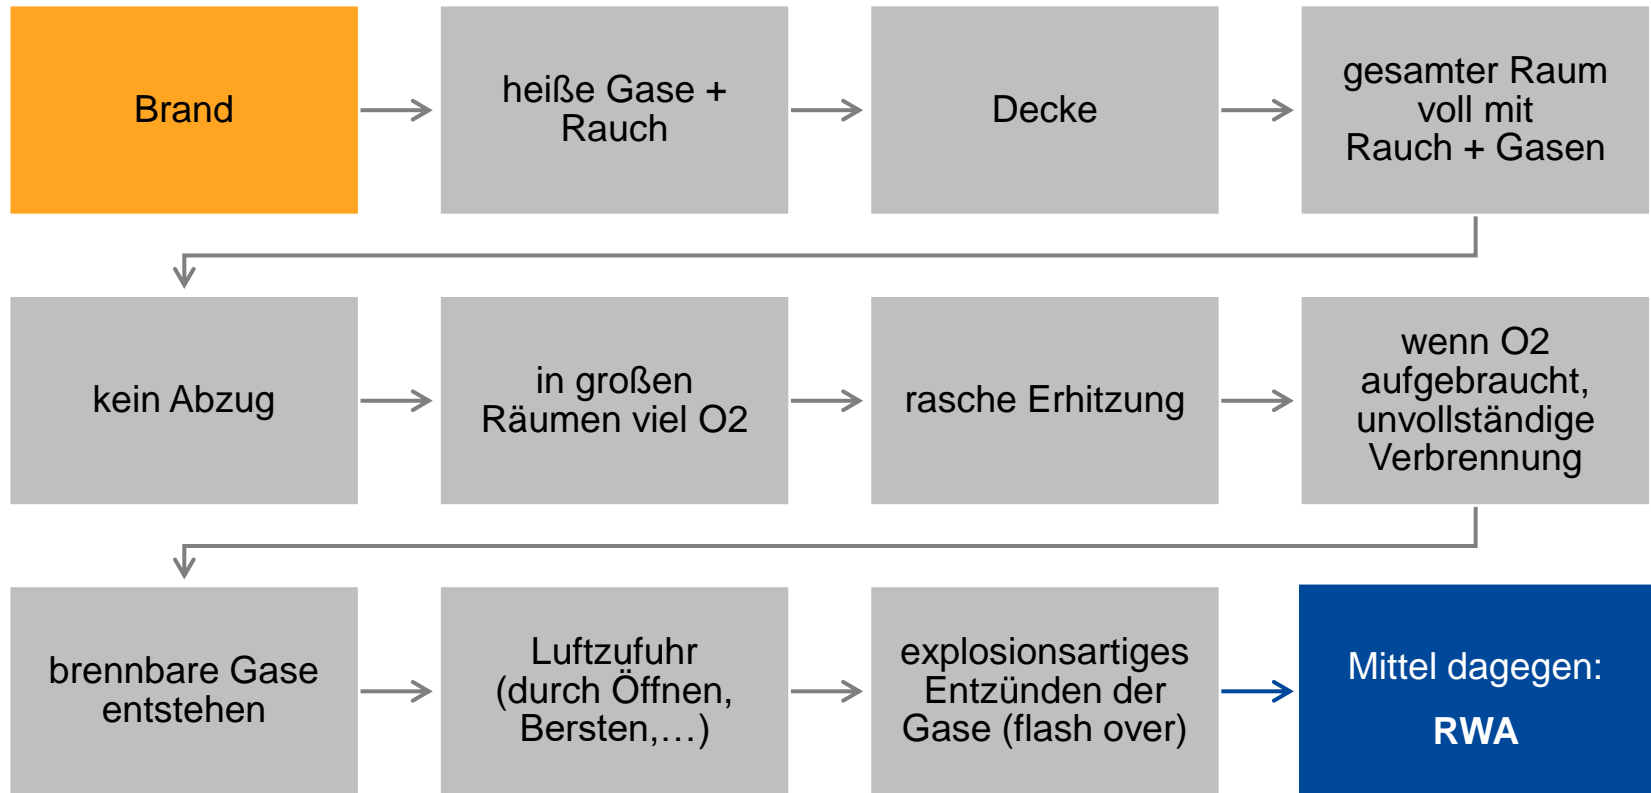 Brand
heiße Gase +
Rauch
Decke
gesamter Raum
voll mit
Rauch + Gasen
kein Abzug
in großen
Räumen viel O2
rasche Erhitzung
wenn O2
aufgebraucht,
unvollständige
Verbrennung
brennbare Gase
entstehen
Luftzufuhr
(durch Öffnen,
Bersten,…)
explosionsartiges
Entzünden der
Gase (flash over)
Mittel dagegen:
RWA